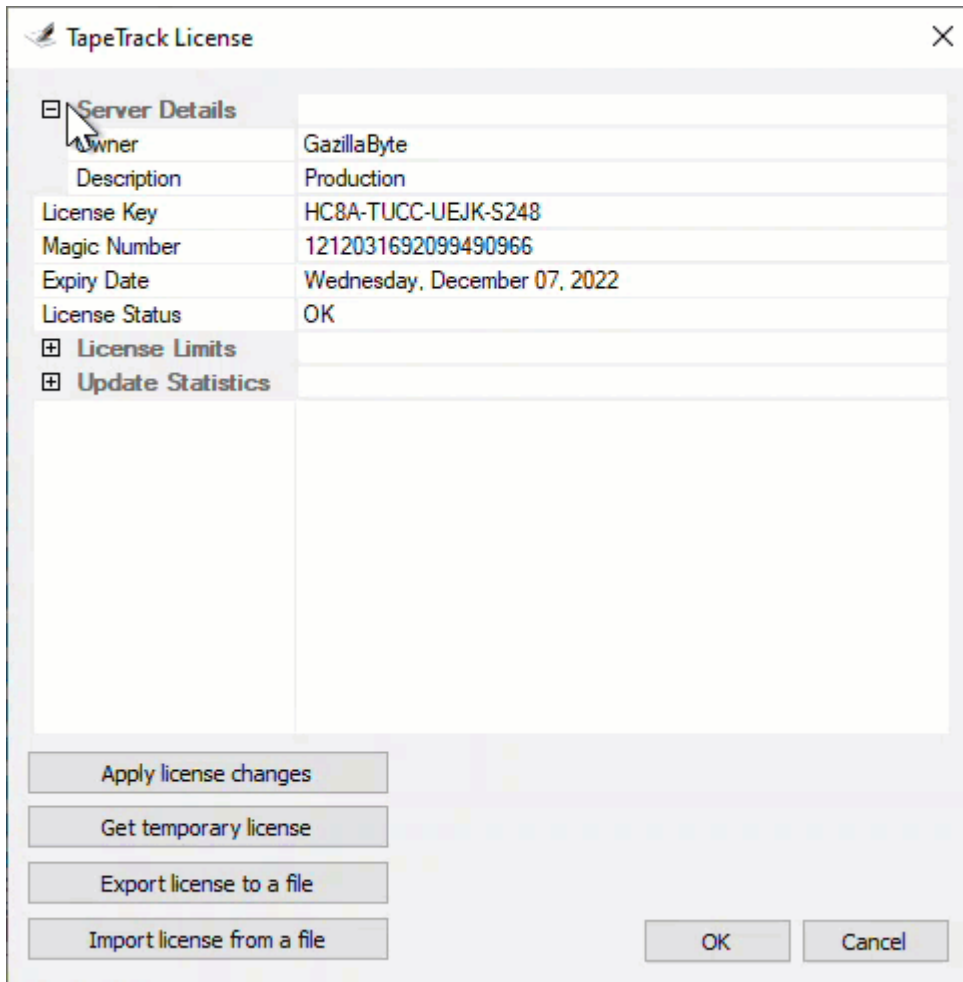 TapeTrack License
Server Details
Owner GazillaByte
Description Production
License Key HC8A-TUCC-UEJK-S248
Magic Number 1212031692099490966
Expiry Date Wednesday, December 07, 2022
License Status OK
License Limits
Update Statistics
Apply license changes
Get temporary license
Export license to a file
Import license from a file
OK Cancel